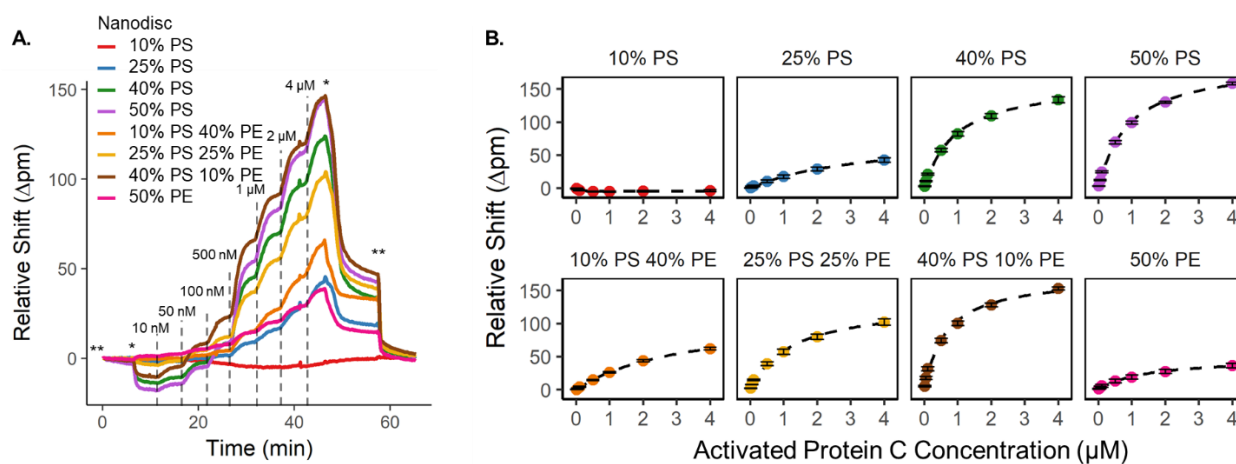 A.
Nanodisc
10% PS
25% PS
40% PS
50% PS
10% PS 40% PE
25% PS 25% PE
40% PS 10% PE
50% PE
Relative Shift (Δpm)
150
100
50
0
** * 10 nM 50 nM 100 nM 500 nM 1 µM 2 µM 4 µM * **
0 20 40 60
Time (min)
B.
10% PS 25% PS 40% PS 50% PS
150
100
50
0
0 1 2 3 4 0 1 2 3 4 0 1 2 3 4 0 1 2 3 4
10% PS 40% PE 25% PS 25% PE 40% PS 10% PE 50% PE
150
100
50
0
0 1 2 3 4 0 1 2 3 4 0 1 2 3 4 0 1 2 3 4
Relative Shift (Δpm)
Activated Protein C Concentration (µM)